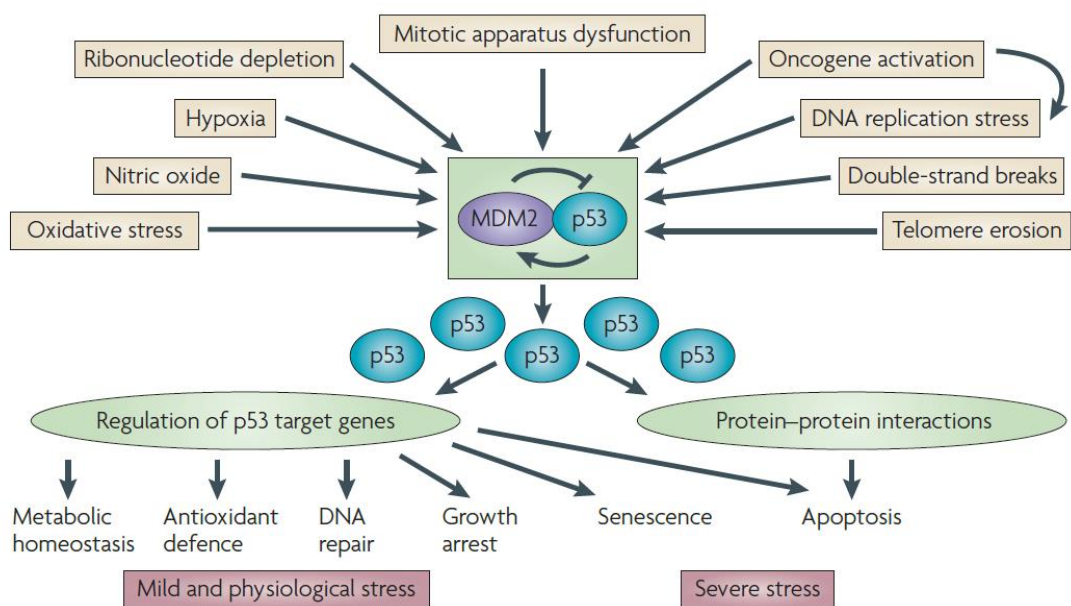 Mitotic apparatus dysfunction
Ribonucleotide depletion
Oncogene activation
Hypoxia
DNA replication stress
Nitric oxide
Double-strand breaks
Oxidative stress
Telomere erosion
MDM2
p53
p53
p53
p53
p53
p53
Regulation of p53 target genes
Protein–protein interactions
Metabolic
homeostasis
Antioxidant
defence
DNA
repair
Growth
arrest
Senescence
Apoptosis
Mild and physiological stress
Severe stress